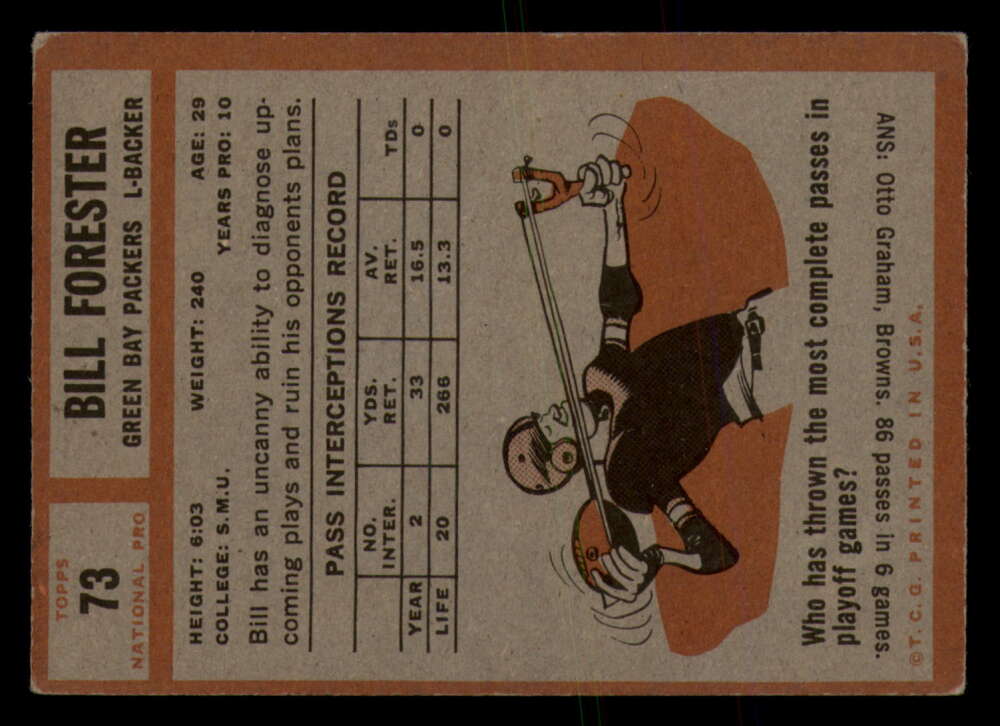 TOPPS
73
NATIONAL PRO
BILL FORESTER
GREEN BAY PACKERS L-BACKER
HEIGHT: 6:03 WEIGHT: 240 AGE: 29
COLLEGE: S.M.U. YEARS PRO: 10
Bill has an uncanny ability to diagnose up-
coming plays and ruin his opponents plans.
PASS INTERCEPTIONS RECORD
NO. INTER. YDS. RET. AV. RET. TDs
YEAR 2 33 16.5 0
LIFE 20 266 13.3 0
Who has thrown the most complete passes in
playoff games?
ANS: Otto Graham, Browns. 86 passes in 6 games.
© T. C. G. PRINTED IN U.S.A.